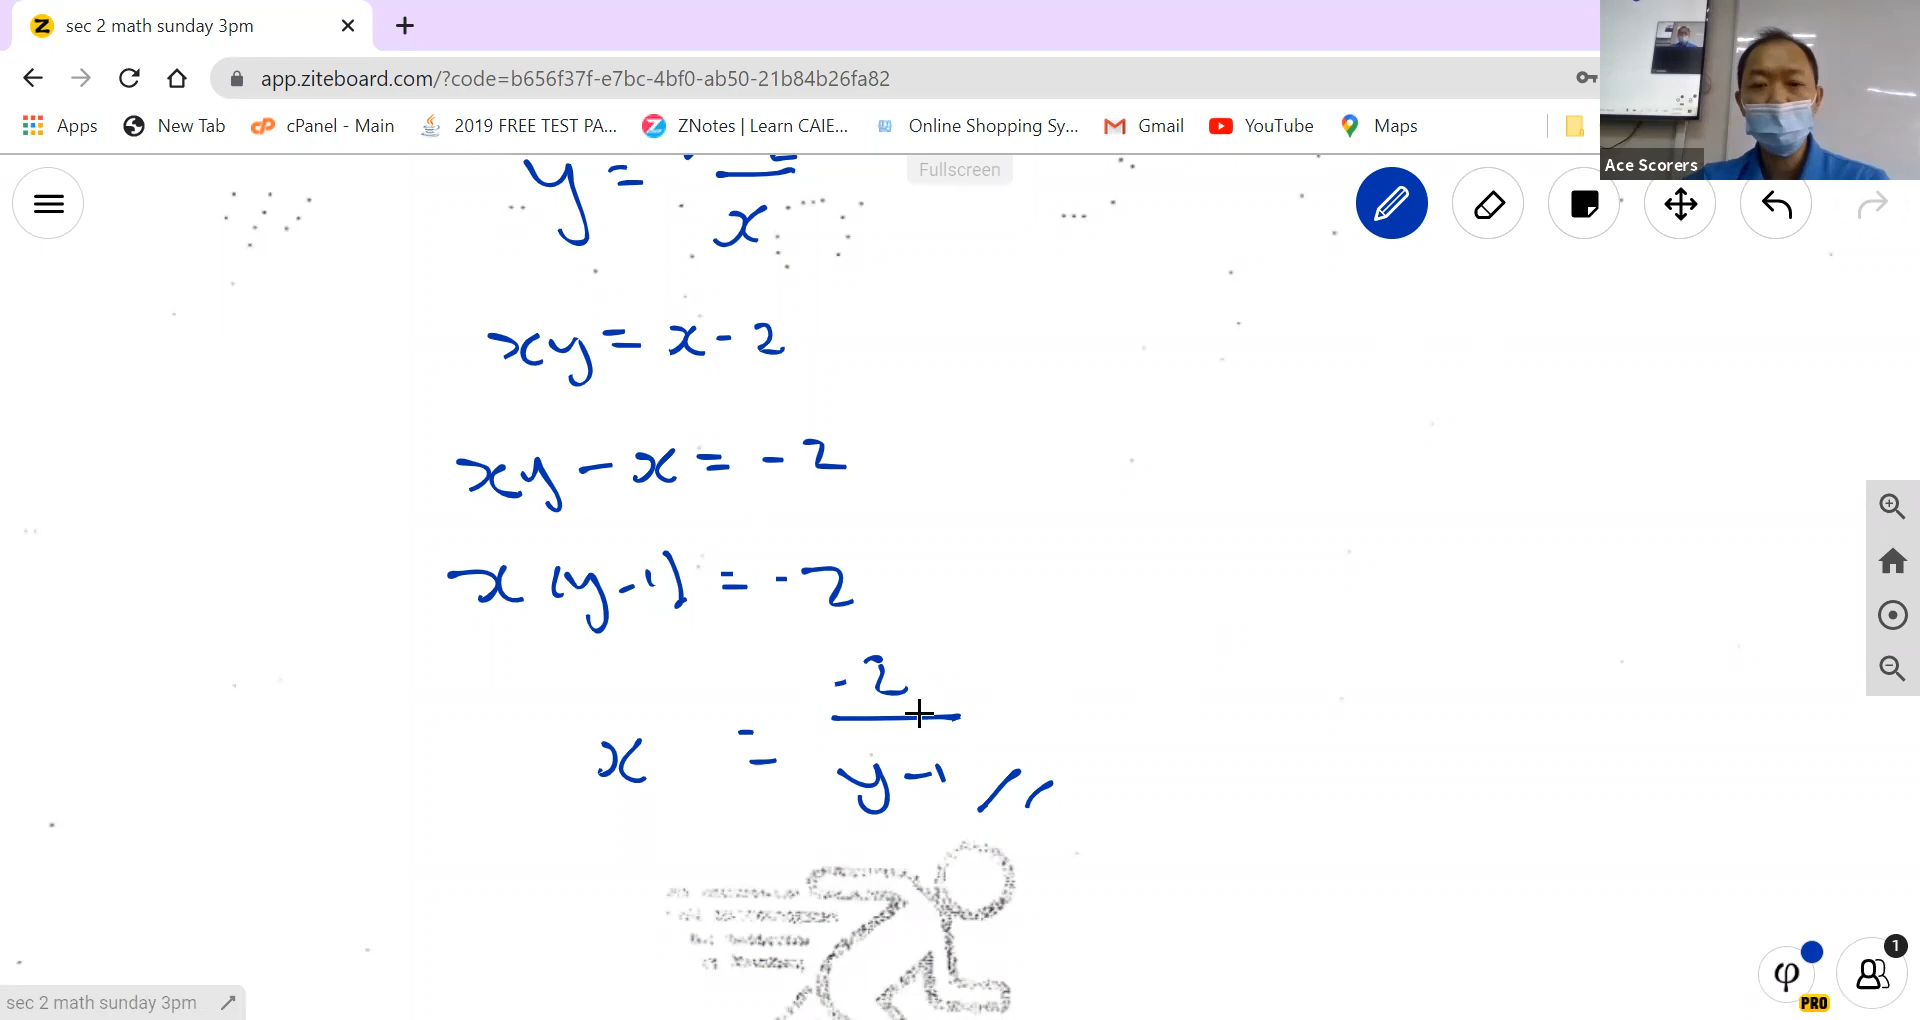 sec 2 math sunday 3pm
app.ziteboard.com/?code=b656f37f-e7bc-4bf0-ab50-21b84b26fa82
Apps New Tab cPanel - Main 2019 FREE TEST PA... ZNotes | Learn CAIE... Online Shopping Sy... Gmail YouTube Maps
Ace Scorers
Fullscreen
y =
x
xy = x - 2
xy - x = - 2
x (y - 1) = - 2
x = - 2
y - 1 //
1
φ
PRO
sec 2 math sunday 3pm